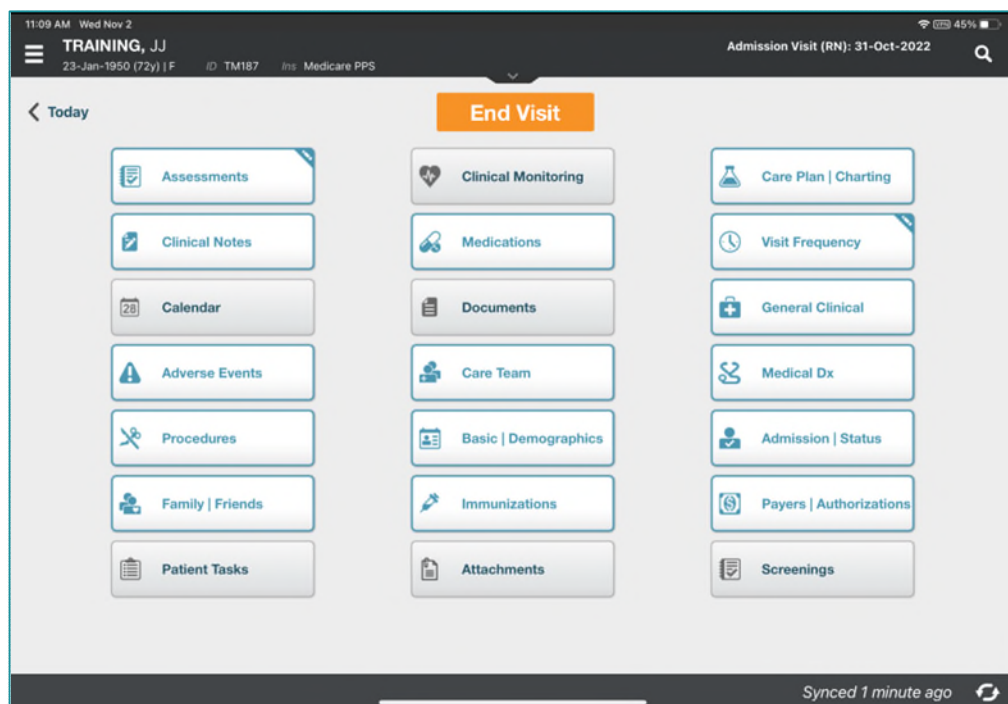 11:09 AM Wed Nov 2
VPN 45%
TRAINING, JJ
Admission Visit (RN): 31-Oct-2022
23-Jan-1950 (72y) | F ID TM187 Ins Medicare PPS
Today
End Visit
Assessments
Clinical Monitoring
Care Plan | Charting
Clinical Notes
Medications
Visit Frequency
28
Calendar
Documents
General Clinical
Adverse Events
Care Team
Medical Dx
Procedures
Basic | Demographics
Admission | Status
Family | Friends
Immunizations
Payers | Authorizations
Patient Tasks
Attachments
Screenings
Synced 1 minute ago